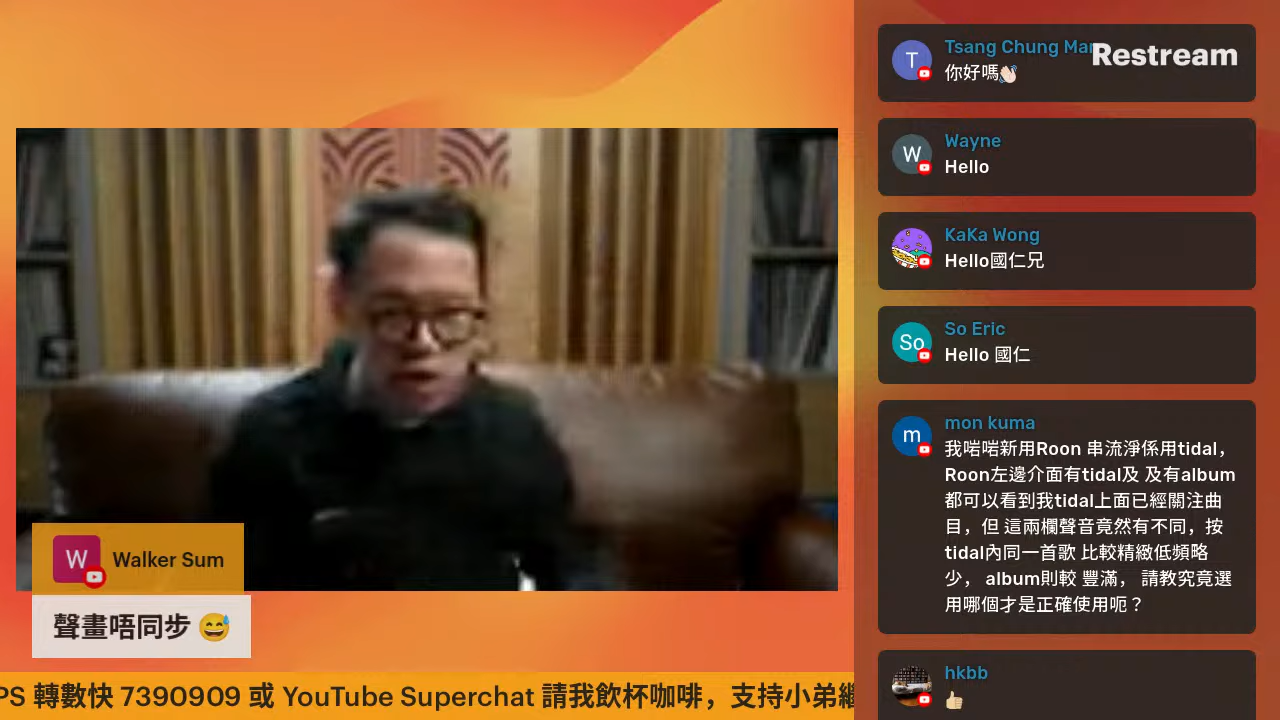 Walker Sum
聲畫唔同步 😅
PS 轉數快 7390909 或 YouTube Superchat 請我飲杯咖啡，支持小弟繼
Restream
Tsang Chung Man
你好嗎👋🏻
Wayne
Hello
KaKa Wong
Hello國仁兄
So Eric
Hello 國仁
mon kuma
我啱啱新用Roon 串流淨係用tidal，
Roon左邊介面有tidal及 及有album
都可以看到我tidal上面已經關注曲
目，但 這兩欄聲音竟然有不同，按
tidal內同一首歌 比較精緻低頻略
少， album則較 豐滿， 請教究竟選
用哪個才是正確使用呃？
hkbb
👍🏼